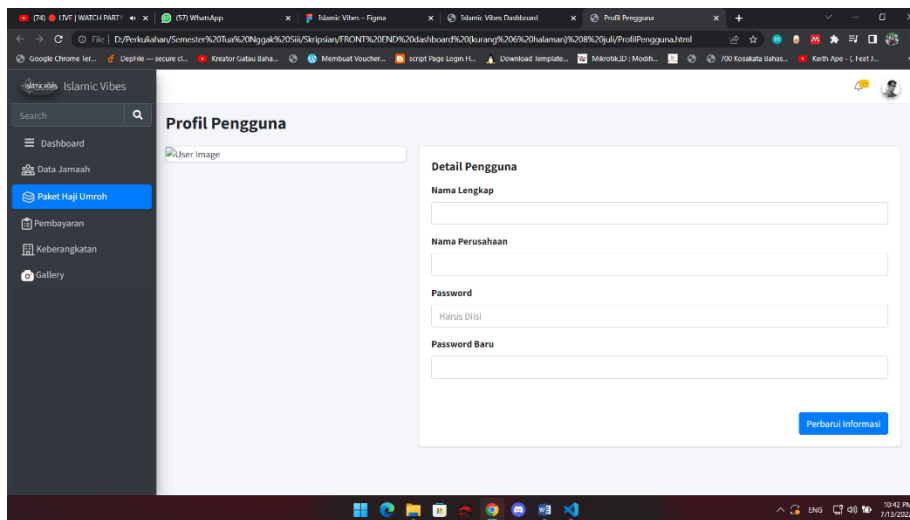 (74) 🔴 LIVE | WATCH PARTY
(57) WhatsApp
Islamic Vibes – Figma
Islamic Vibes Dashboard
Profil Pengguna
File | D:/Perkuliahan/Semester%20Tua%20Nggak%20Siii/Skripsian/FRONT%20END%20dashboard%20(kurang%206%20halaman)%208%20juli/ProfilPengguna.html
Google Chrome Ter...
DepFile — secure cl...
Kreator Gatau Baha...
Membuat Voucher...
script Page Login H...
Download Template...
MikrotikJD : Modifi...
700 Kosakata Bahas...
Keith Ape - (Feat J...
Islamic Vibes
Search
Dashboard
Data Jamaah
Paket Haji Umroh
Pembayaran
Keberangkatan
Gallery
Profil Pengguna
User Image
Detail Pengguna
Nama Lengkap
Nama Perusahaan
Password
Harus Diisi
Password Baru
Perbarui Informasi
ENG
10:42 PM